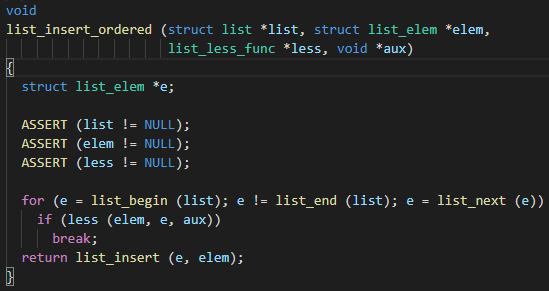 void
list_insert_ordered (struct list *list, struct list_elem *elem,
                     list_less_func *less, void *aux)
{
  struct list_elem *e;

  ASSERT (list != NULL);
  ASSERT (elem != NULL);
  ASSERT (less != NULL);

  for (e = list_begin (list); e != list_end (list); e = list_next (e))
    if (less (elem, e, aux))
      break;
  return list_insert (e, elem);
}